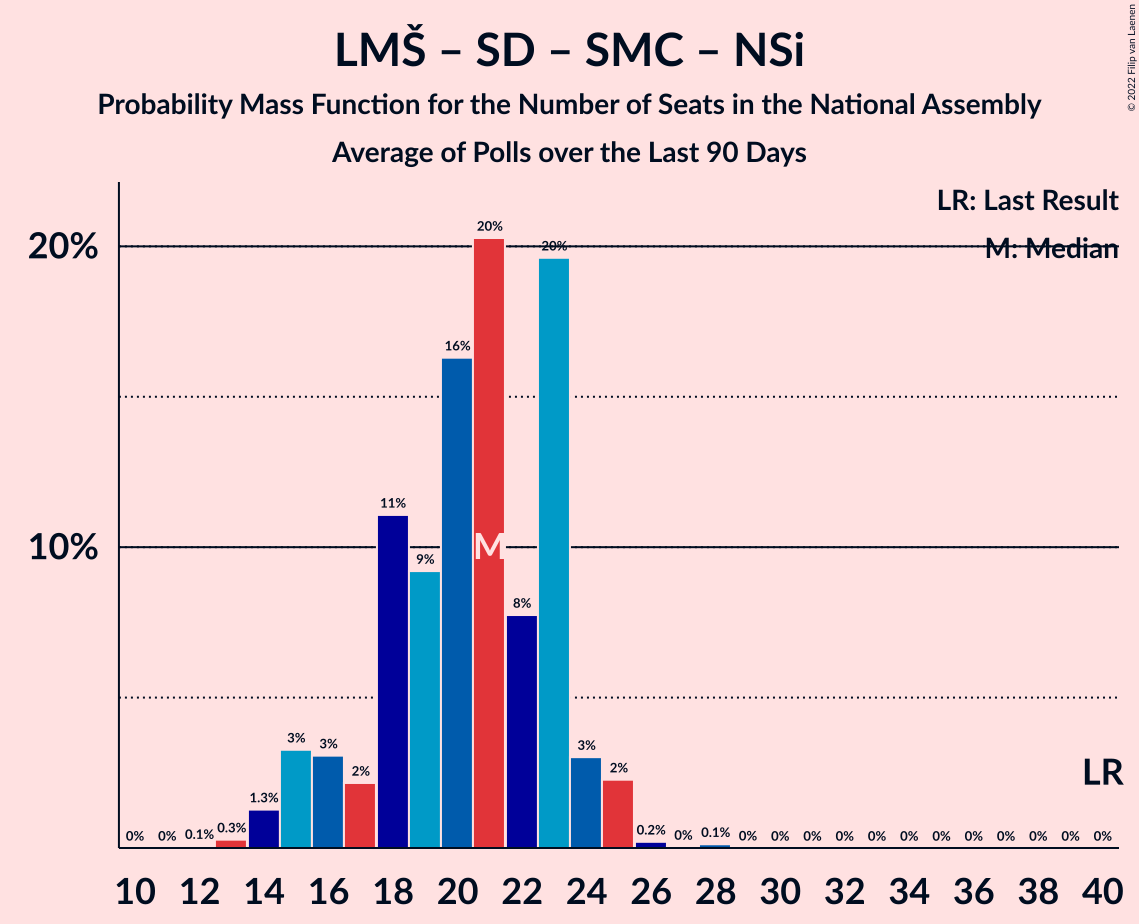 LMŠ – SD – SMC – NSi
Probability Mass Function for the Number of Seats in the National Assembly
Average of Polls over the Last 90 Days
© 2022 Filip van Laenen
LR: Last Result
M: Median
20%
10%
0% 0% 0.1% 0.3% 1.3% 3% 3% 2% 11% 9% 16% 20% 8% 20% 3% 2% 0.2% 0% 0.1% 0% 0% 0% 0% 0% 0% 0% 0% 0% 0% 0% 0%
M
LR
10 12 14 16 18 20 22 24 26 28 30 32 34 36 38 40